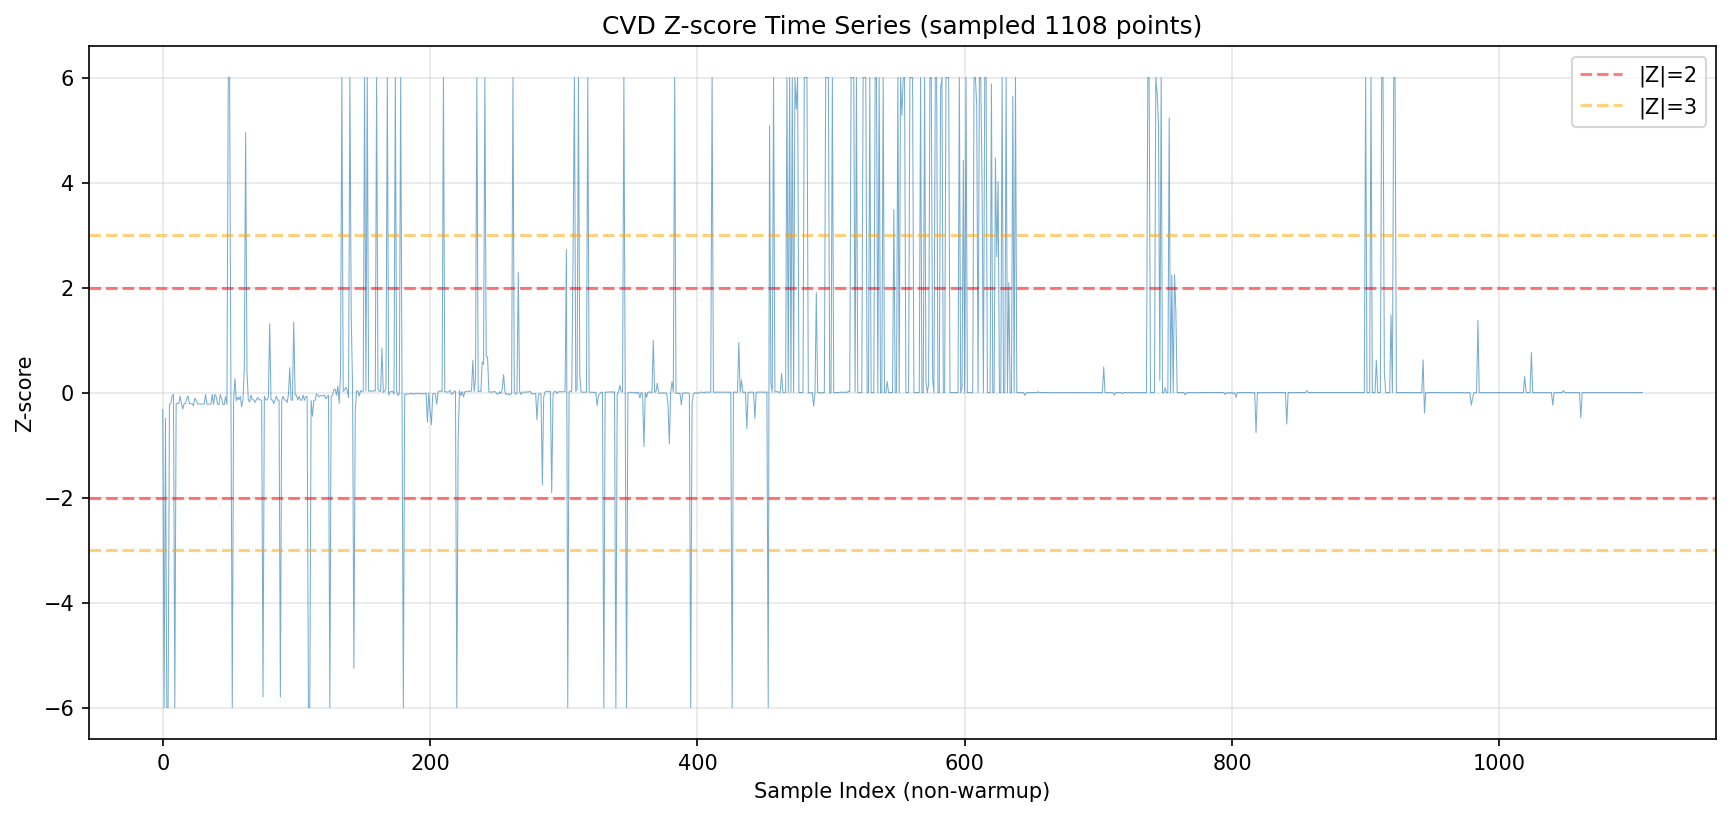 CVD Z-score Time Series (sampled 1108 points)
|Z|=2
|Z|=3
6
4
2
0
−2
−4
−6
Z-score
0
200
400
600
800
1000
Sample Index (non-warmup)